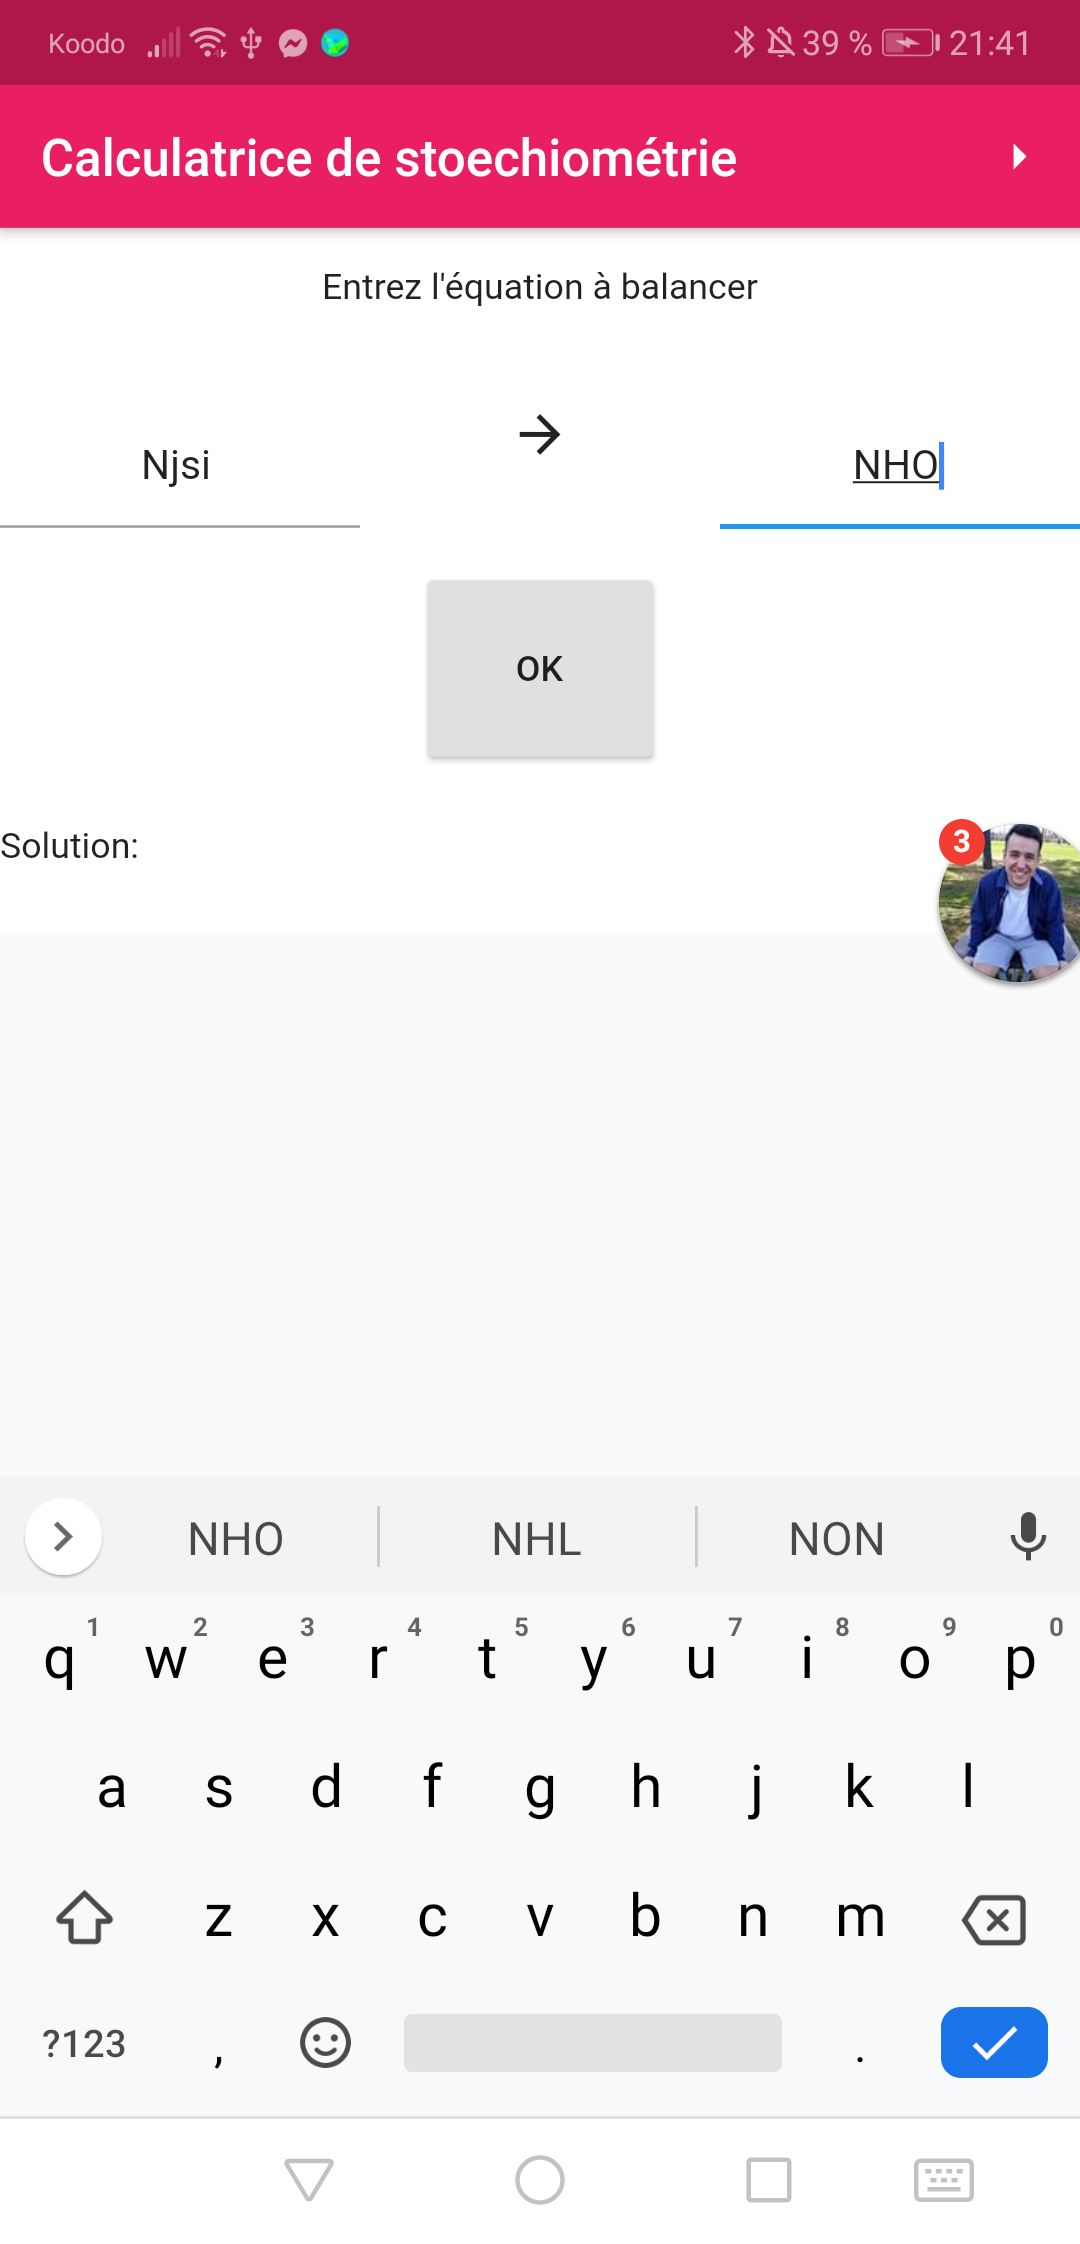 Koodo 39 % 21:41
Calculatrice de stoechiométrie
Entrez l'équation à balancer
Njsi → NHO
OK
Solution:
3
NHO NHL NON
1 2 3 4 5 6 7 8 9 0
q w e r t y u i o p
a s d f g h j k l
z x c v b n m
?123 , .